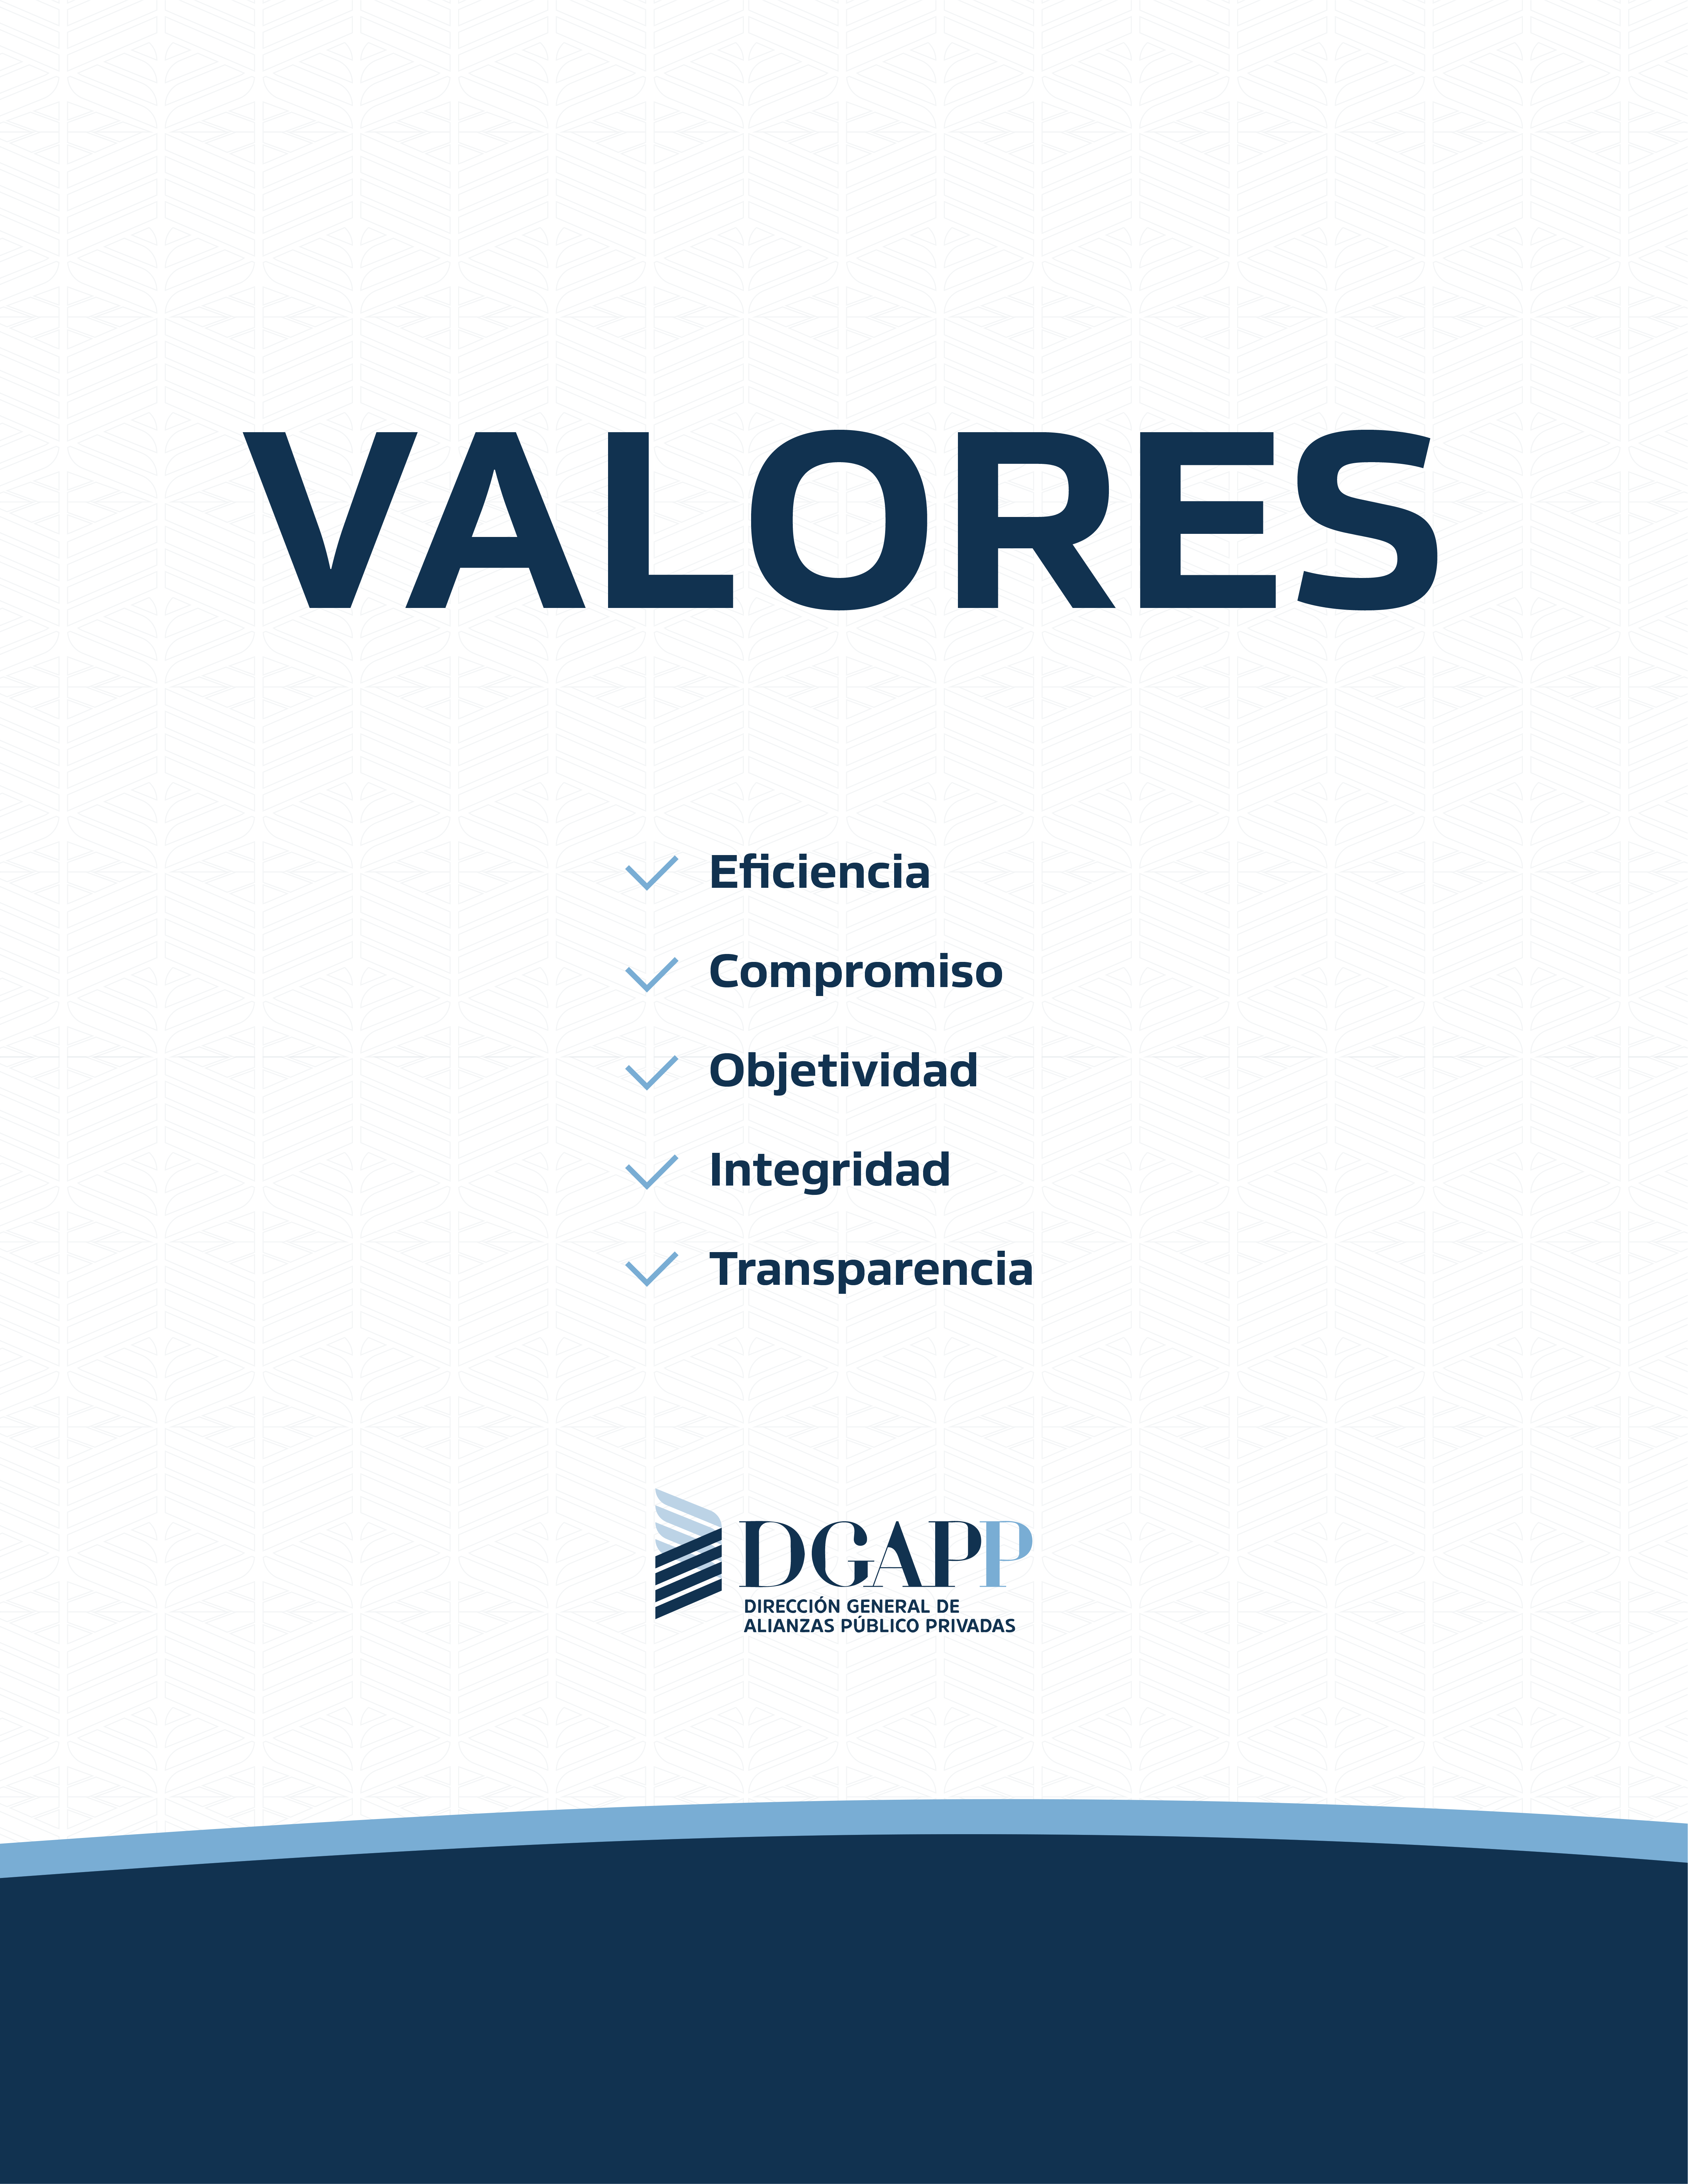 VALORES
Eficiencia
Compromiso
Objetividad
Integridad
Transparencia
DGAPP
DIRECCIÓN GENERAL DE
ALIANZAS PÚBLICO PRIVADAS